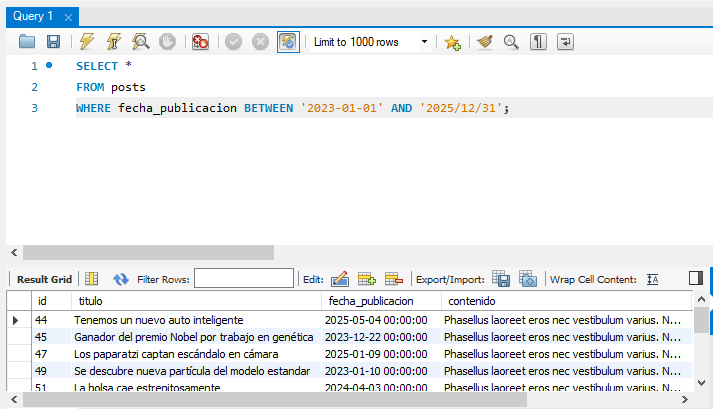 Query 1
Limit to 1000 rows
1 SELECT *
2 FROM posts
3 WHERE fecha_publicacion BETWEEN '2023-01-01' AND '2025/12/31';
Result Grid Filter Rows: Edit: Export/Import: Wrap Cell Content:
id titulo fecha_publicacion contenido
44 Tenemos un nuevo auto inteligente 2025-05-04 00:00:00 Phasellus laoreet eros nec vestibulum varius. N...
45 Ganador del premio Nobel por trabajo en genética 2023-12-22 00:00:00 Phasellus laoreet eros nec vestibulum varius. N...
47 Los paparatzi captan escándalo en cámara 2025-01-09 00:00:00 Phasellus laoreet eros nec vestibulum varius. N...
49 Se descubre nueva partícula del modelo estandar 2023-01-10 00:00:00 Phasellus laoreet eros nec vestibulum varius. N...
51 La bolsa cae estrepitosamente 2024-04-03 00:00:00 Phasellus laoreet eros nec vestibulum varius. N...